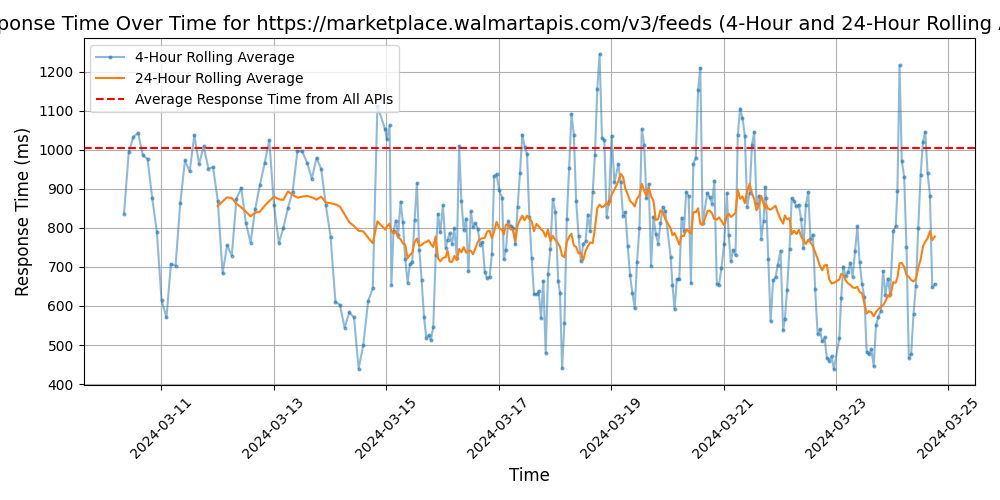 ponse Time Over Time for https://marketplace.walmartapis.com/v3/feeds (4-Hour and 24-Hour Rolling
4-Hour Rolling Average
24-Hour Rolling Average
Average Response Time from All APIs
Response Time (ms)
1200
1100
1000
900
800
700
600
500
400
2024-03-11
2024-03-13
2024-03-15
2024-03-17
2024-03-19
2024-03-21
2024-03-23
2024-03-25
Time